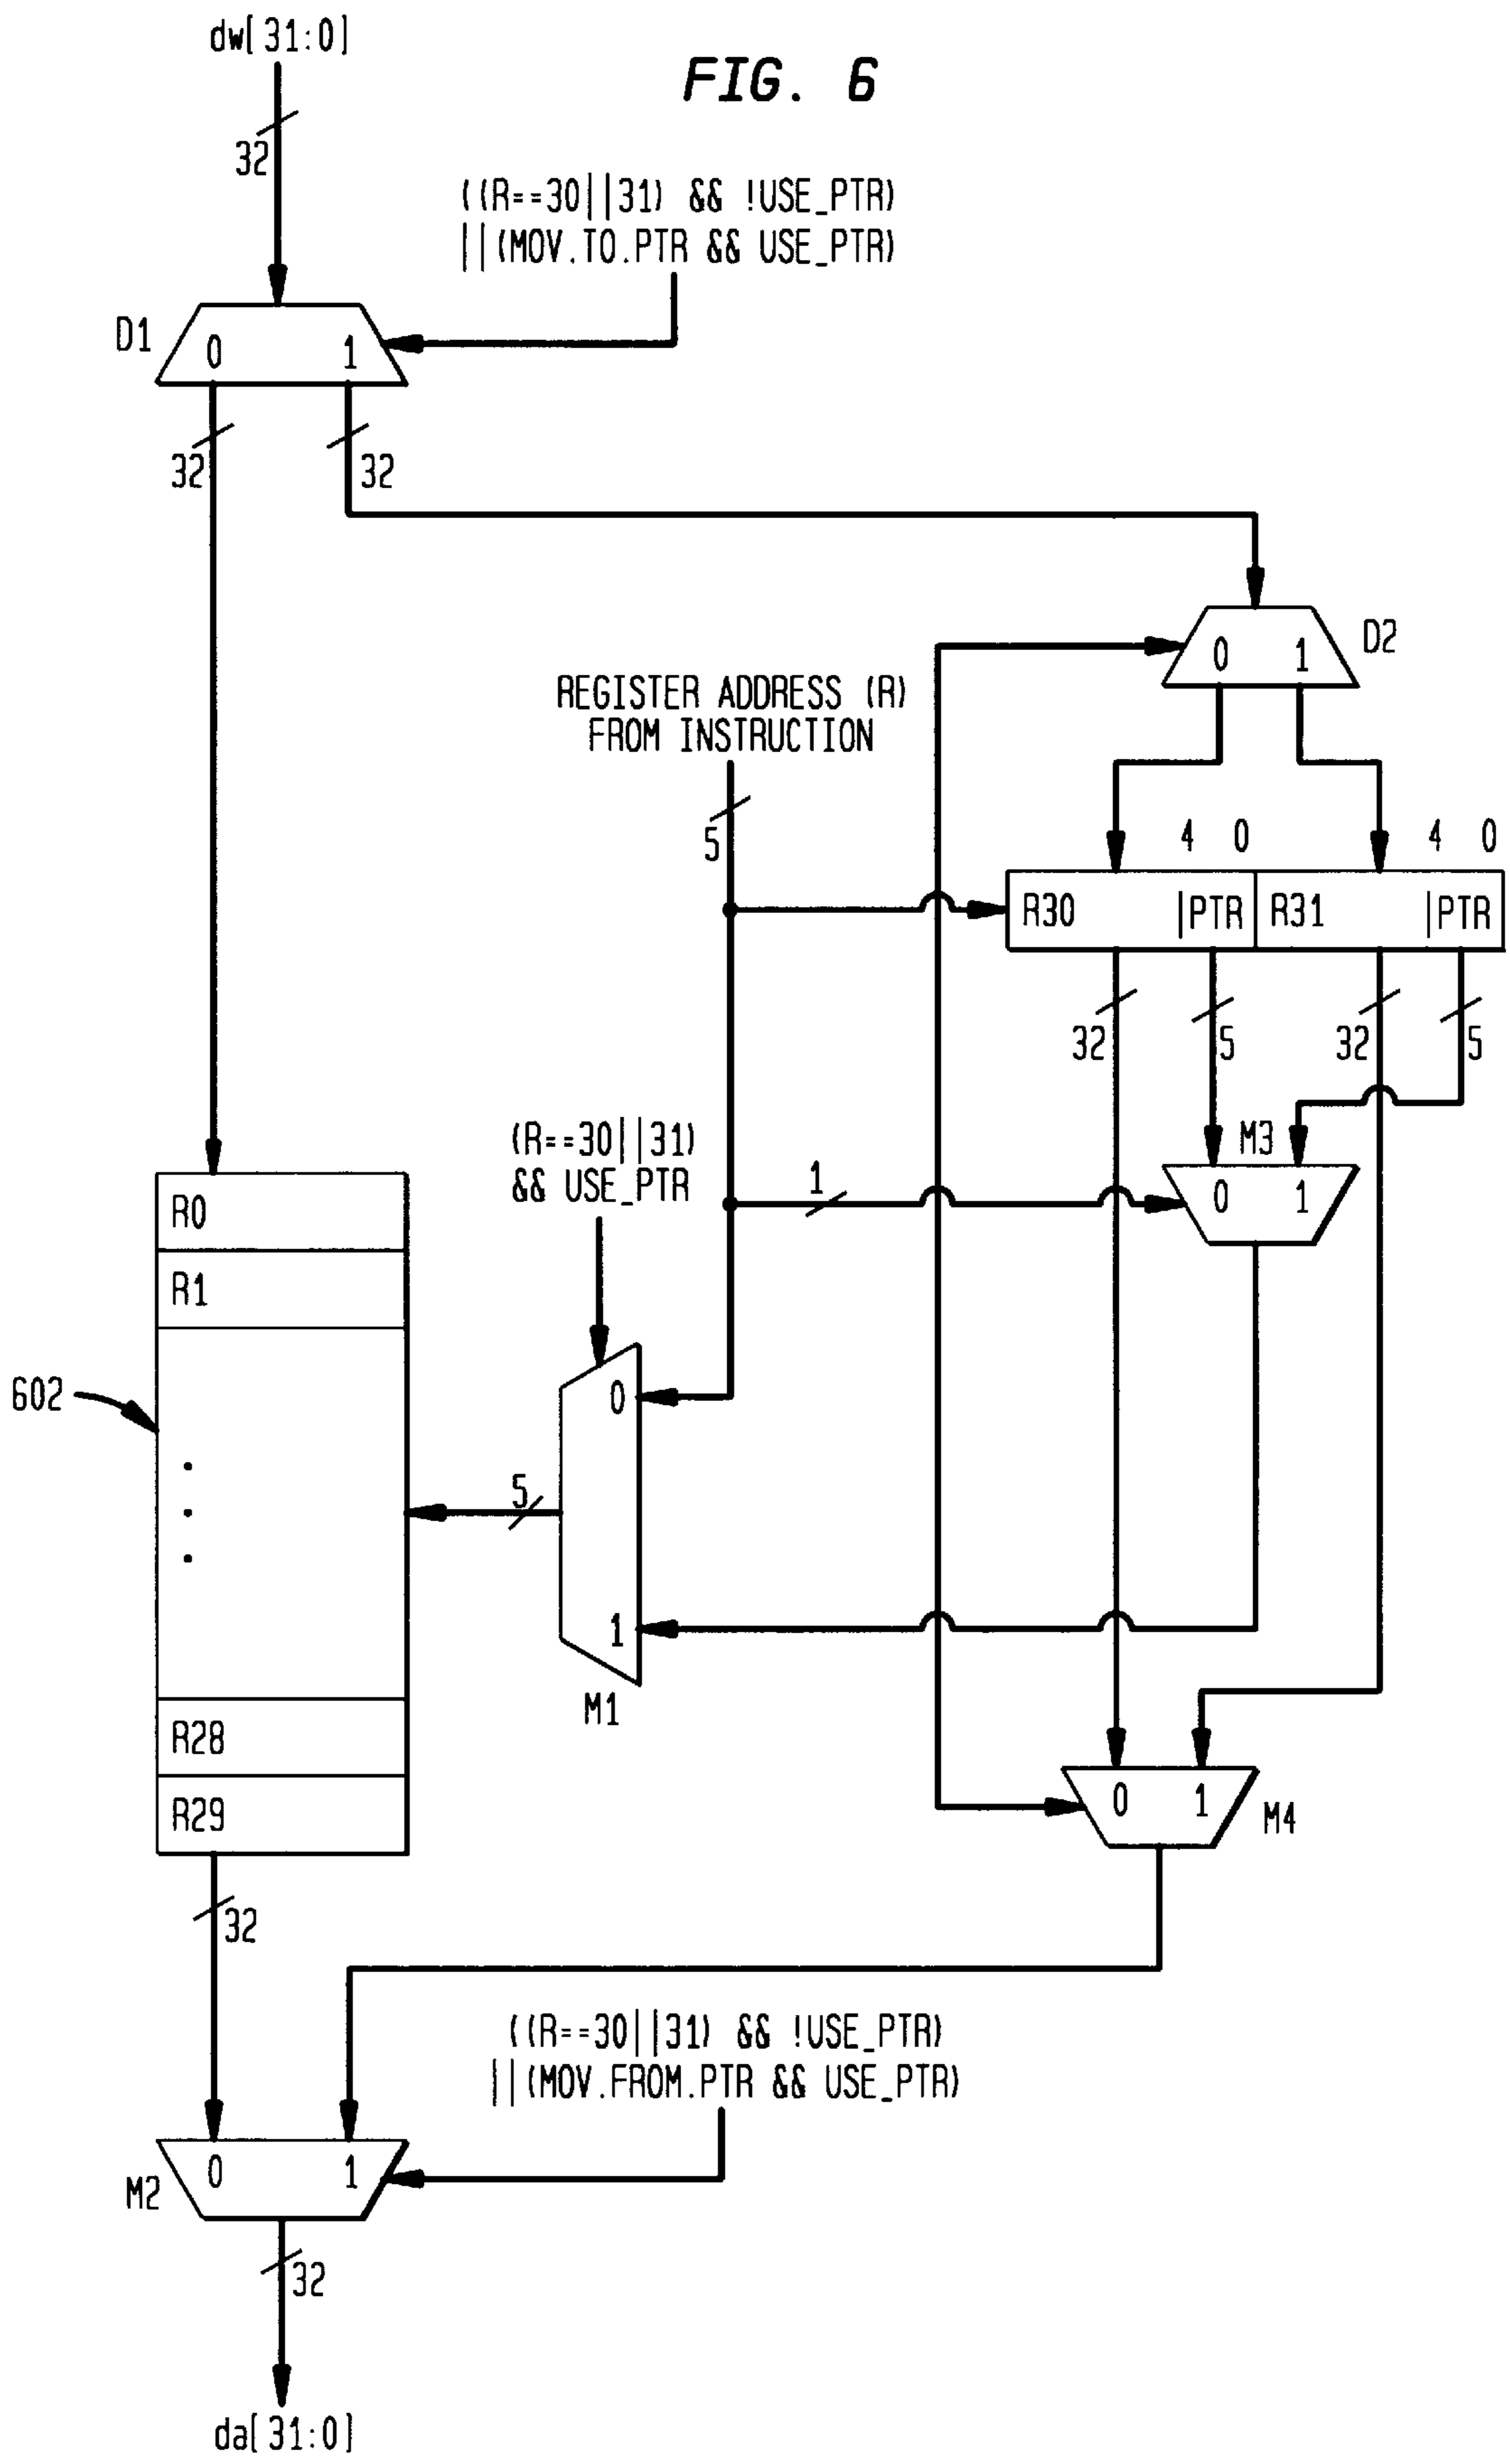 dw[31:0]
FIG. 6
32
((R==30||31) && !USE_PTR)
||(MOV.TO.PTR && USE_PTR)
D1
0 1
32 32
D2
0 1
REGISTER ADDRESS (R)
FROM INSTRUCTION
5
4 0 4 0
R30 |PTR R31 |PTR
32 5 32 5
M3
0 1
1
(R==30||31)
&& USE_PTR
R0
R1
602
.
.
.
0
5
1
M1
R28
R29
0 1
M4
32
((R==30||31) && !USE_PTR)
||(MOV.FROM.PTR && USE_PTR)
0 1
M2
32
da[31:0]